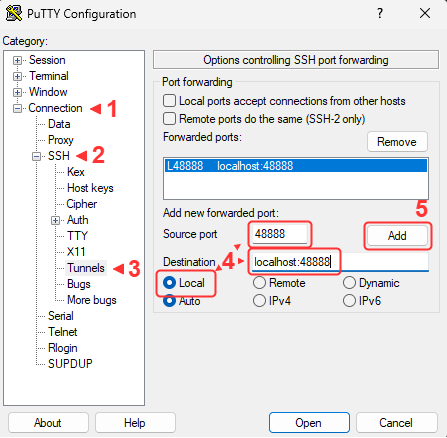 PuTTY Configuration
?
Category:
Session
Terminal
Window
Connection
1
Data
Proxy
SSH
2
Kex
Host keys
Cipher
Auth
TTY
X11
Tunnels
3
Bugs
More bugs
Serial
Telnet
Rlogin
SUPDUP
Options controlling SSH port forwarding
Port forwarding
Local ports accept connections from other hosts
Remote ports do the same (SSH-2 only)
Forwarded ports:
Remove
L48888 localhost:48888
Add new forwarded port:
5
Source port
48888
Add
4
Destination
localhost:48888
Local
Remote
Dynamic
Auto
IPv4
IPv6
About
Help
Open
Cancel